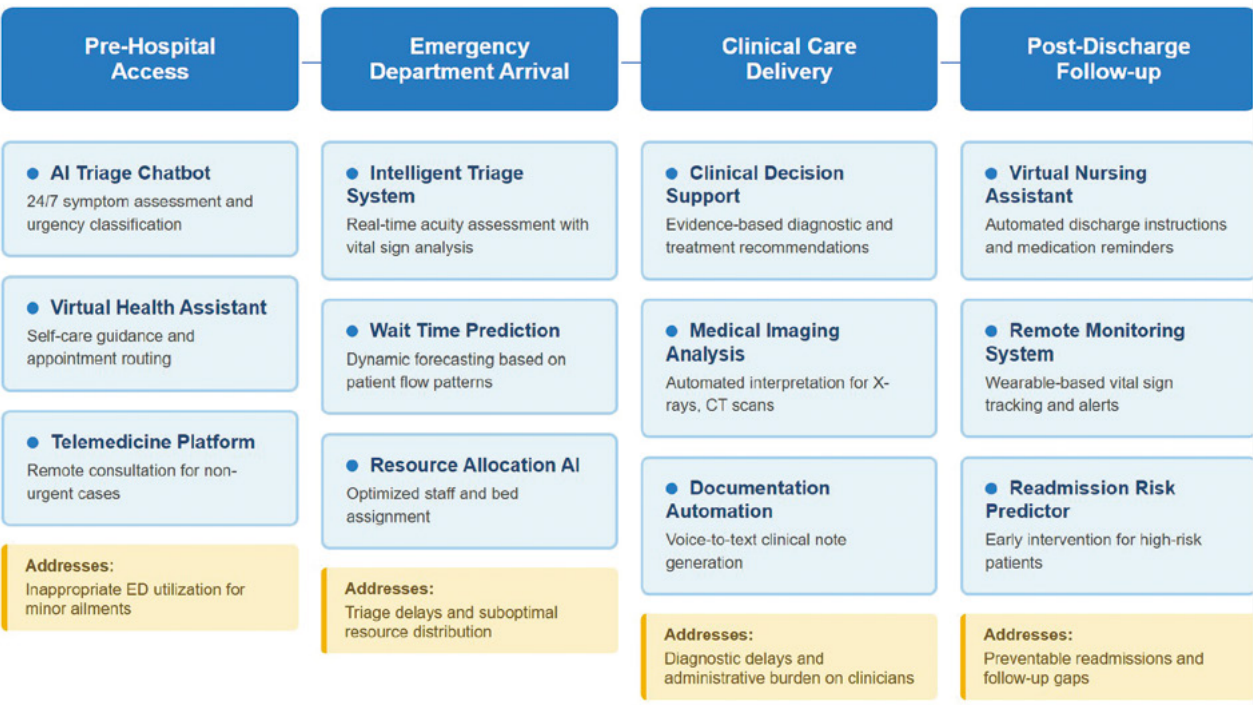 Pre-Hospital
Access
Emergency
Department Arrival
Clinical Care
Delivery
Post-Discharge
Follow-up
AI Triage Chatbot
24/7 symptom assessment and
urgency classification
Virtual Health Assistant
Self-care guidance and
appointment routing
Telemedicine Platform
Remote consultation for non-
urgent cases
Addresses:
Inappropriate ED utilization for
minor ailments
Intelligent Triage
System
Real-time acuity assessment with
vital sign analysis
Wait Time Prediction
Dynamic forecasting based on
patient flow patterns
Resource Allocation AI
Optimized staff and bed
assignment
Addresses:
Triage delays and suboptimal
resource distribution
Clinical Decision
Support
Evidence-based diagnostic and
treatment recommendations
Medical Imaging
Analysis
Automated interpretation for X-
rays, CT scans
Documentation
Automation
Voice-to-text clinical note
generation
Addresses:
Diagnostic delays and
administrative burden on clinicians
Virtual Nursing
Assistant
Automated discharge instructions
and medication reminders
Remote Monitoring
System
Wearable-based vital sign
tracking and alerts
Readmission Risk
Predictor
Early intervention for high-risk
patients
Addresses:
Preventable readmissions and
follow-up gaps